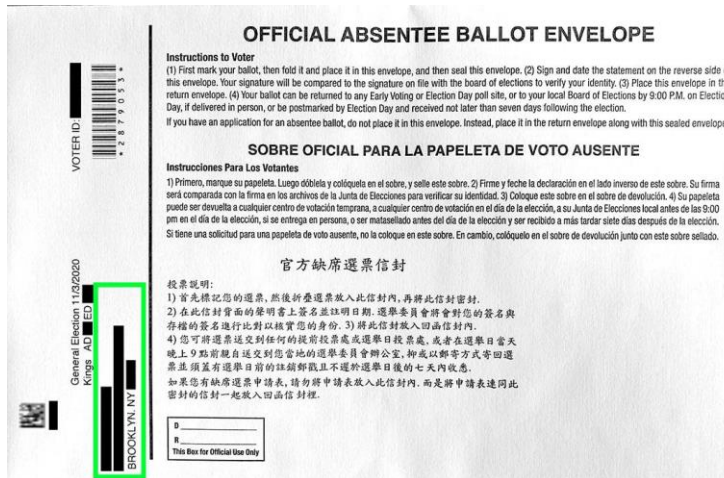 OFFICIAL ABSENTEE BALLOT ENVELOPE
Instructions to Voter
(1) First mark your ballot, then fold it and place it in this envelope, and then seal this envelope. (2) Sign and date the statement on the reverse side
this envelope. Your signature will be compared to the signature on file with the board of elections to verify your identity. (3) Place this envelope in th
return envelope. (4) Your ballot can be returned to any Early Voting or Election Day poll site, or to your local Board of Elections by 9:00 P.M. on Electio
Day, if delivered in person, or be postmarked by Election Day and received not later than seven days following the election.
If you have an application for an absentee ballot, do not place it in this envelope. Instead, place it in the return envelope along with this sealed envelope
SOBRE OFICIAL PARA LA PAPELETA DE VOTO AUSENTE
Instrucciones Para Los Votantes
1) Primero, marque su papeleta. Luego dóblela y colóquela en el sobre, y selle este sobre. 2) Firme y feche la declaración en el lado inverso de este sobre. Su firma
será comparada con la firma en los archivos de la Junta de Elecciones para verificar su identidad. 3) Coloque este sobre en el sobre de devolución. 4) Su papeleta
puede ser devuelta a cualquier centro de votación temprana, a cualquier centro de votación en el día de la elección, a su Junta de Elecciones local antes de las 9:00
pm en el día de la elección, si se entrega en persona, o ser matasellado antes del día de la elección y ser recibido a más tardar siete días después de la elección.
Si tiene una solicitud para una papeleta de voto ausente, no la coloque en este sobre. En cambio, colóquelo en el sobre de devolución junto con este sobre sellado.
官方缺席選票信封
投票説明:
1) 首先標記您的選票, 然後折疊選票放入此信封內, 再將此信封密封.
2) 在此信封背面的聲明書上簽名並註明日期. 選舉委員會將會對您的簽名與
存檔的簽名進行比對以核實您的身份. 3) 將此信封放入回函信封內.
4) 您可將選票送交到任何的提前投票處或選舉日投票處, 或者在選舉日當天
晚上9點前親自送交到您當地的選舉委員會辦公室, 抑或以郵寄方式寄回選
票並須蓋有選舉日前的註銷郵戳且不遲於選舉日後的七天內收悉.
如果您有缺席選票申請表, 請勿將申請表放入此信封內. 而是將申請表連同此
密封的信封一起放入回函信封裡.
D
R
This Box for Official Use Only
VOTER ID:
*2879053*
General Election 11/3/2020
Kings AD ED
BROOKLYN. NY